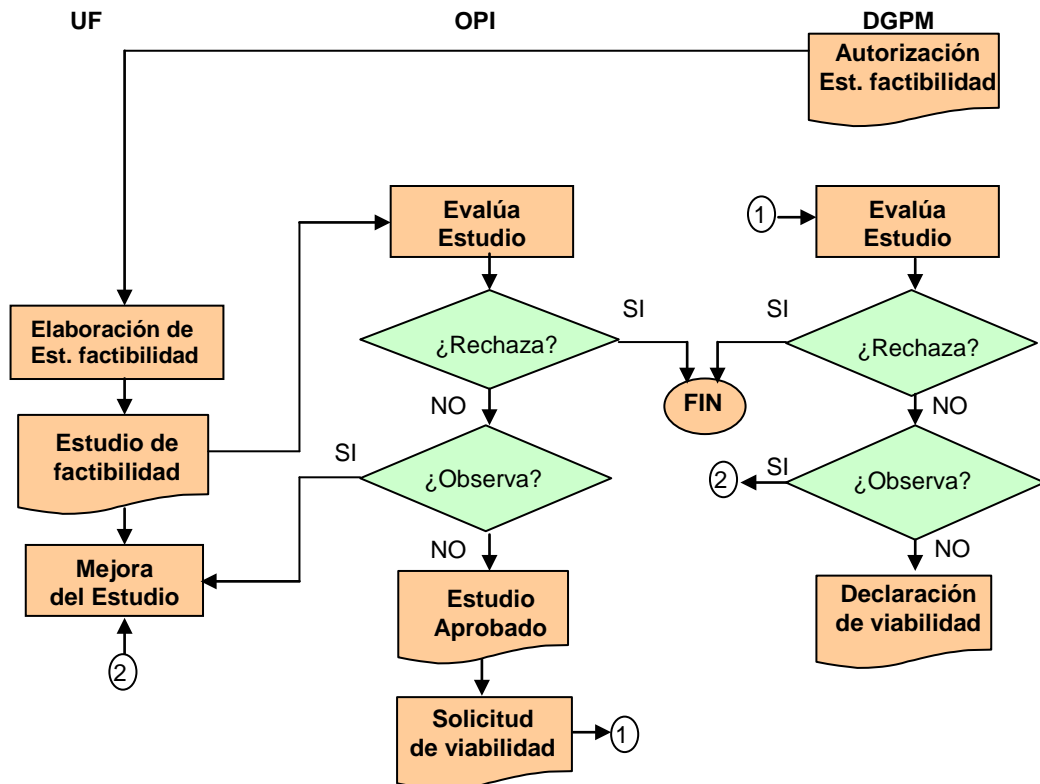 UF
OPI
DGPM
Autorización
Est. factibilidad
Evalúa
Estudio
1
Evalúa
Estudio
Elaboración de
Est. factibilidad
¿Rechaza?
SI
SI
¿Rechaza?
FIN
NO
NO
Estudio de
factibilidad
SI
¿Observa?
2
SI
¿Observa?
NO
NO
Mejora
del Estudio
Estudio
Aprobado
Declaración
de viabilidad
2
Solicitud
de viabilidad
1